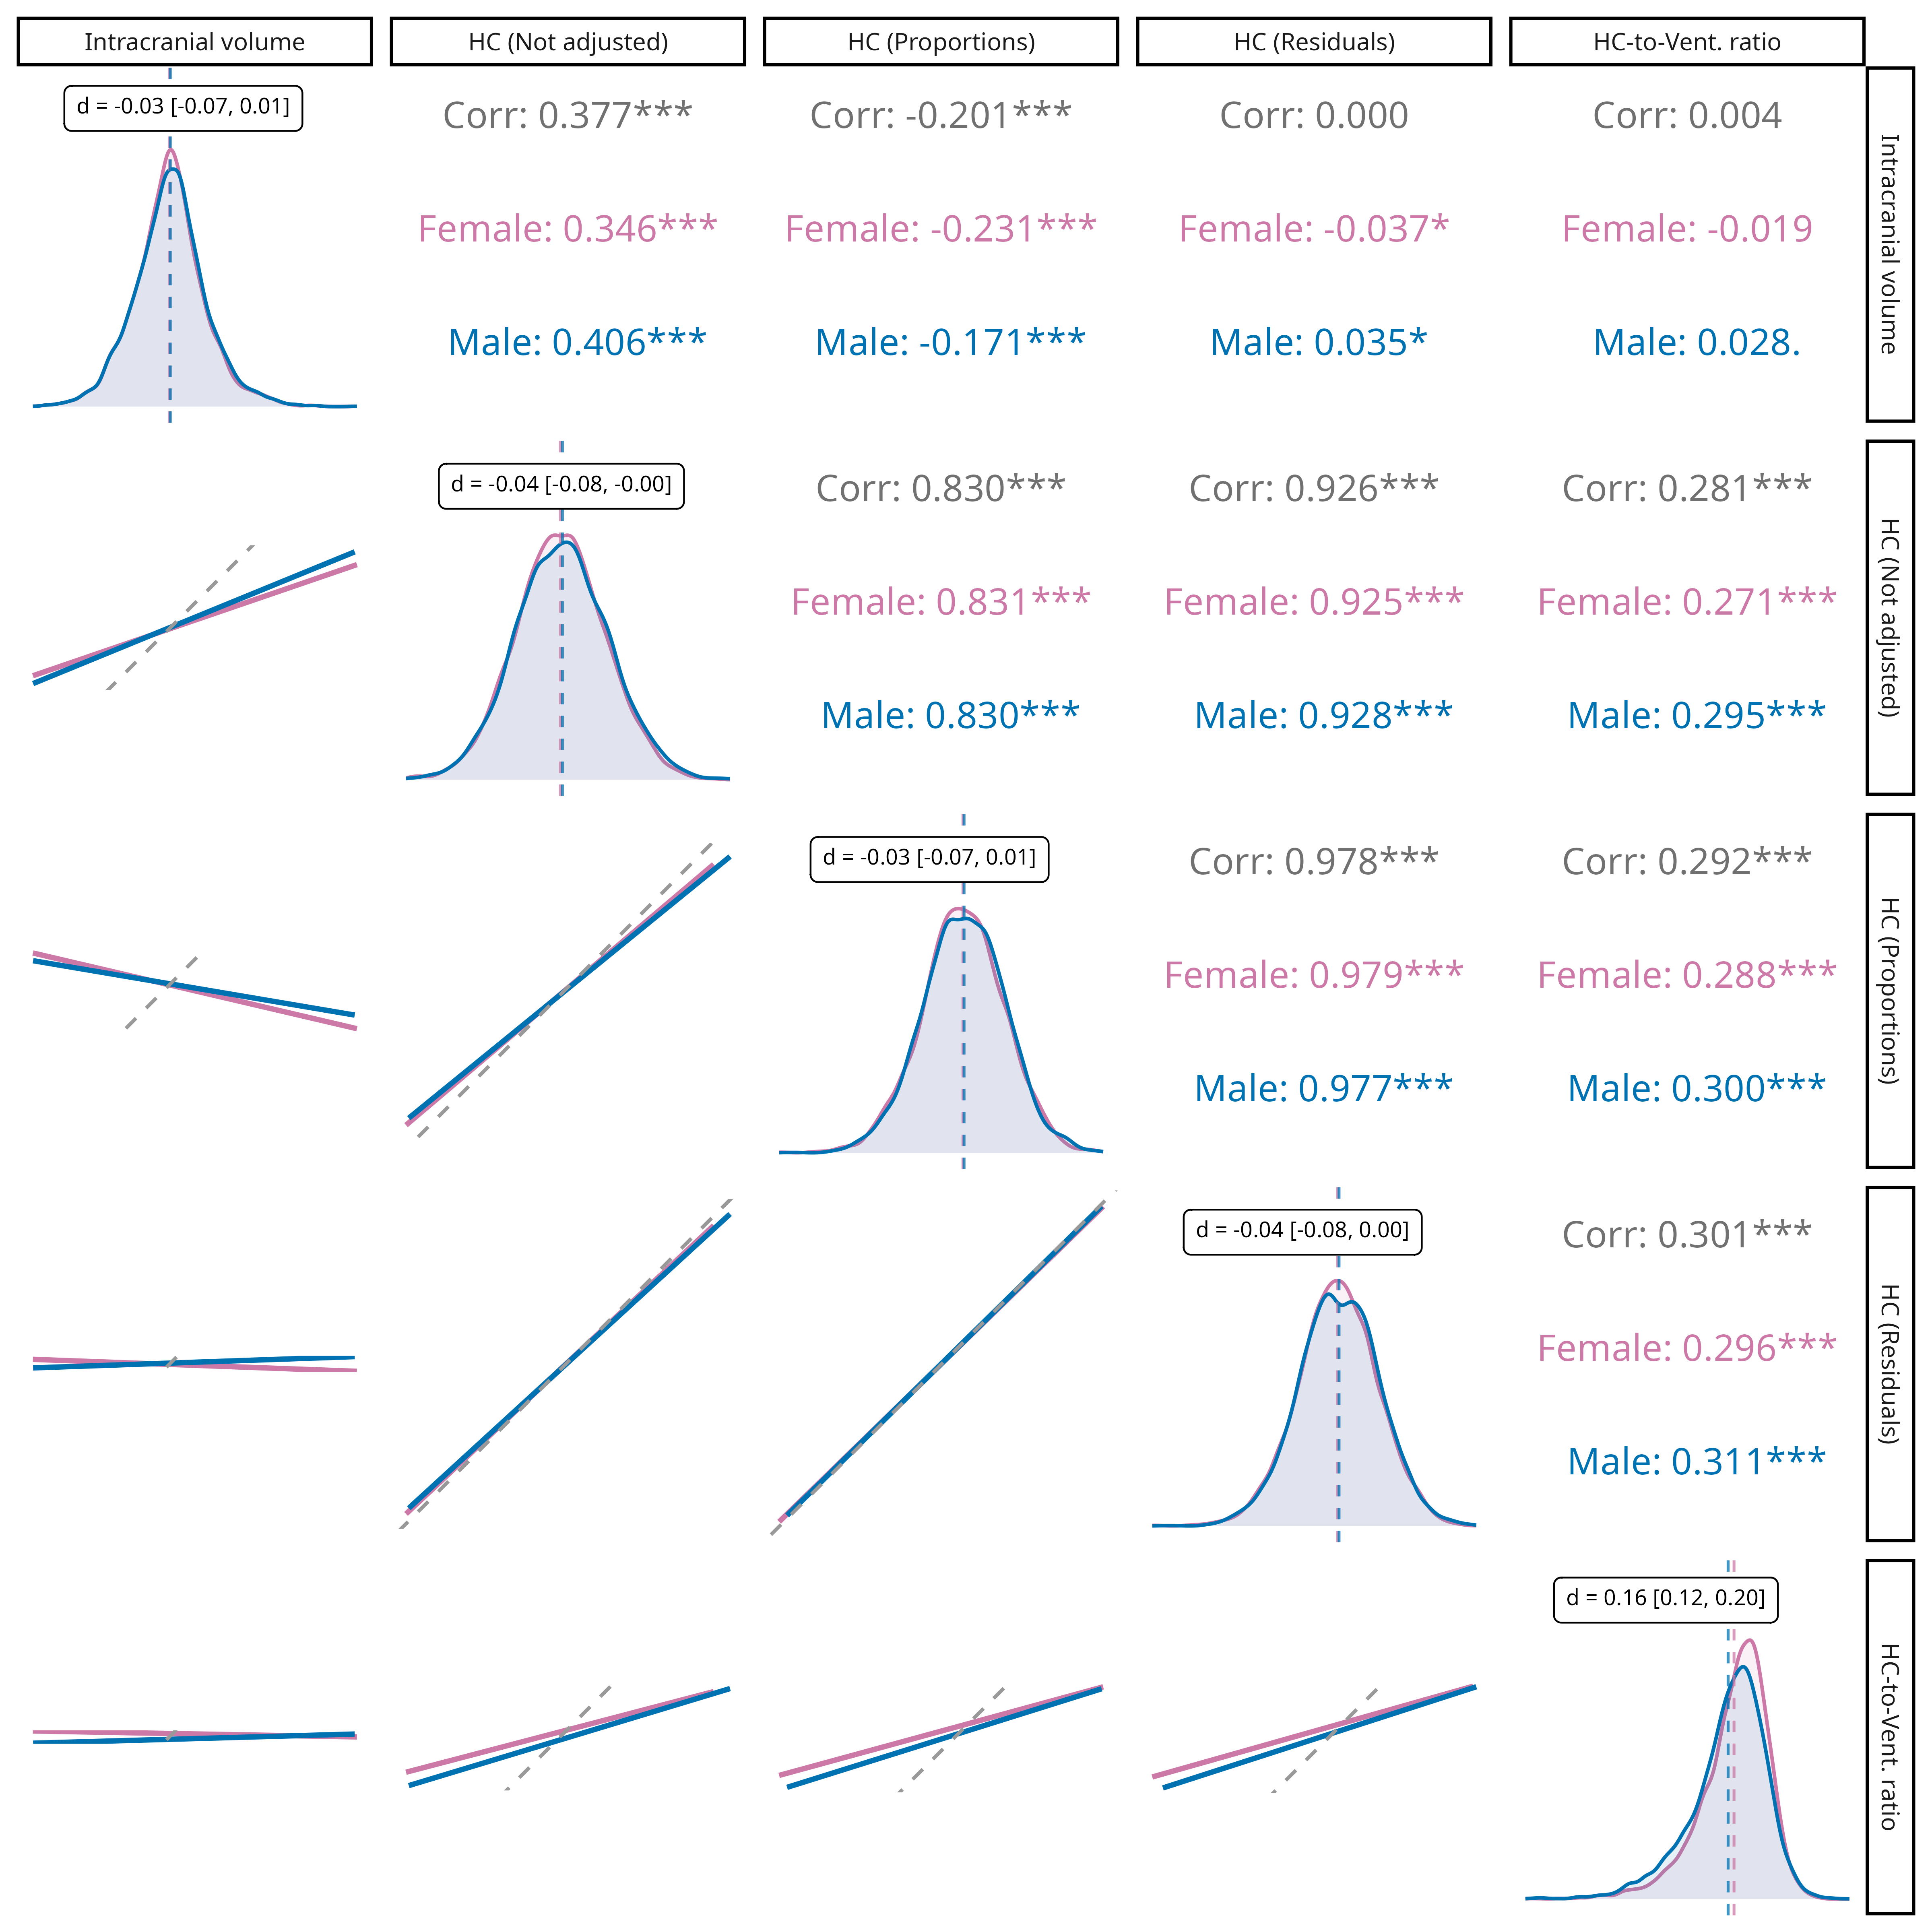 Intracranial volume
HC (Not adjusted)
HC (Proportions)
HC (Residuals)
HC-to-Vent. ratio
d = -0.03 [-0.07, 0.01]
Corr: 0.377***
Corr: -0.201***
Corr: 0.000
Corr: 0.004
Female: 0.346***
Female: -0.231***
Female: -0.037*
Female: -0.019
Male: 0.406***
Male: -0.171***
Male: 0.035*
Male: 0.028.
Intracranial volume
d = -0.04 [-0.08, -0.00]
Corr: 0.830***
Corr: 0.926***
Corr: 0.281***
Female: 0.831***
Female: 0.925***
Female: 0.271***
Male: 0.830***
Male: 0.928***
Male: 0.295***
HC (Not adjusted)
d = -0.03 [-0.07, 0.01]
Corr: 0.978***
Corr: 0.292***
Female: 0.979***
Female: 0.288***
Male: 0.977***
Male: 0.300***
HC (Proportions)
d = -0.04 [-0.08, 0.00]
Corr: 0.301***
Female: 0.296***
Male: 0.311***
HC (Residuals)
d = 0.16 [0.12, 0.20]
HC-to-Vent. ratio